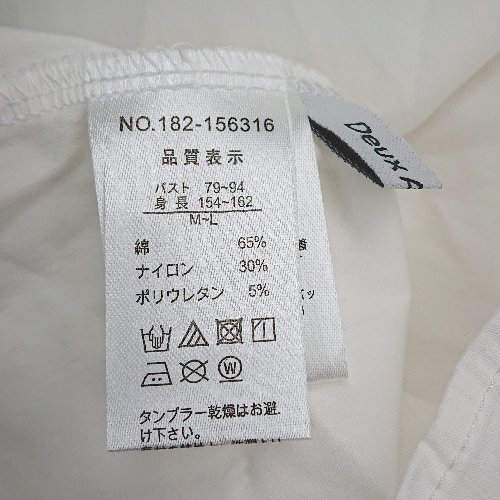 NO.182-156316
品質表示
バスト 79~94
身長 154~162
M~L
綿 65%
ナイロン 30%
ポリウレタン 5%
タンブラー乾燥はお避
け下さい。
Deux